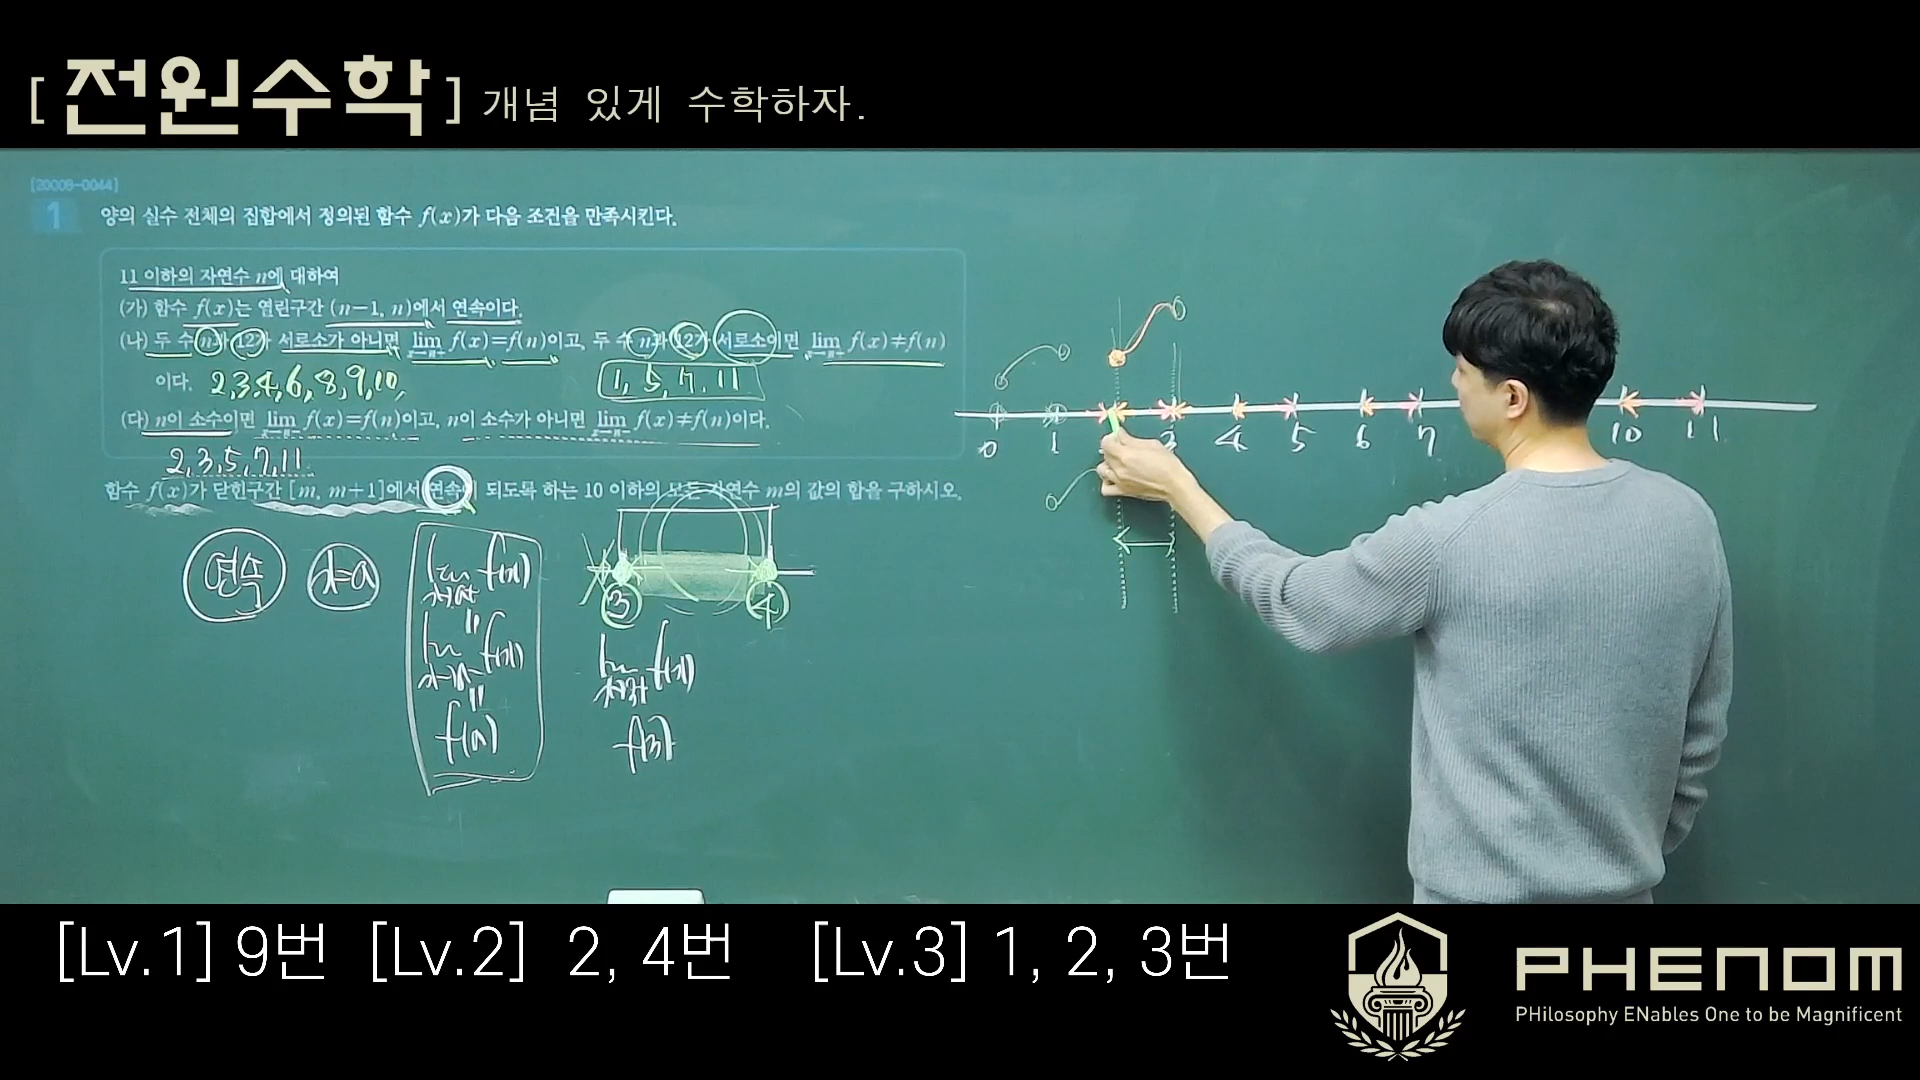 [전원수학] 개념 있게 수학하자.
[20009-0044]
1 양의 실수 전체의 집합에서 정의된 함수 f(x)가 다음 조건을 만족시킨다.
11 이하의 자연수 n에 대하여
(가) 함수 f(x)는 열린구간 (n-1, n)에서 연속이다.
(나) 두 수 n과 12가 서로소가 아니면 lim f(x)=f(n)이고, 두 수 n과 12가 서로소이면 lim f(x)≠f(n)
이다. 2,3,4,6,8,9,10, 1, 5, 7, 11
(다) n이 소수이면 lim f(x)=f(n)이고, n이 소수가 아니면 lim f(x)≠f(n)이다.
2,3,5,7,11
함수 f(x)가 닫힌구간 [m, m+1]에서 연속이 되도록 하는 10 이하의 모든 자연수 m의 값의 합을 구하시오.
연속 x=a
lim x→a+ f(x)
"
lim x→a- f(x)
"
f(a)
3 4
lim x→3+ f(x)
f(3)
0 1 3 4 5 6 7 10 11
[Lv.1] 9번 [Lv.2] 2, 4번 [Lv.3] 1, 2, 3번
PHENOM
PHilosophy ENables One to be Magnificent